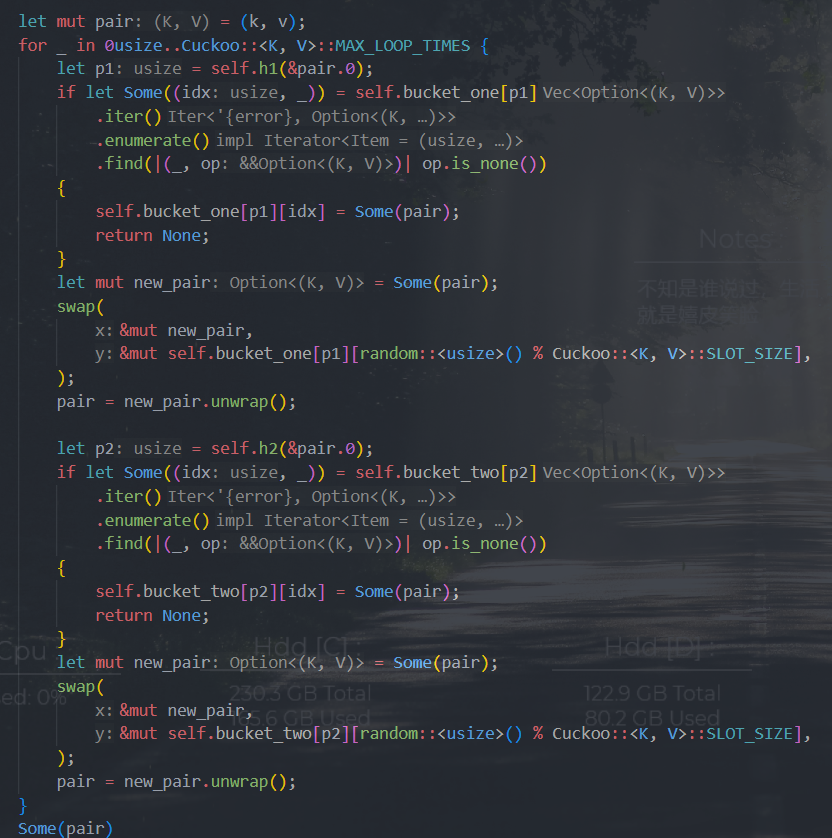 let mut pair: (K, V) = (k, v);
for _ in 0usize..Cuckoo::<K, V>::MAX_LOOP_TIMES {
let p1: usize = self.h1(&pair.0);
if let Some((idx: usize, _)) = self.bucket_one[p1] Vec<Option<(K, V)>>
.iter() Iter<'{error}, Option<(K, …)>>
.enumerate() impl Iterator<Item = (usize, …)>
.find(|(_, op: &&Option<(K, V)>)| op.is_none())
{
self.bucket_one[p1][idx] = Some(pair);
return None;
}
Notes
let mut new_pair: Option<(K, V)> = Some(pair);
不知是谁说过,生
swap(
就是嬉皮
x: &mut new_pair,
y: &mut self.bucket_one[p1][random::<usize>() % Cuckoo::<K, V>::SLOT_SIZE],
);
pair = new_pair.unwrap();
let p2: usize = self.h2(&pair.0);
if let Some((idx: usize, _)) = self.bucket_two[p2] Vec<Option<(K, V)>>
.iter() Iter<'{error}, Option<(K, …)>>
.enumerate() impl Iterator<Item = (usize, …)>
.find(|(_, op: &&Option<(K, V)>)| op.is_none())
{
self.bucket_two[p2][idx] = Some(pair);
return None;
}
Cpu
Hdd [C]:
Hdd [D]:
let mut new_pair: Option<(K, V)> = Some(pair);
swap(
sed: 0%
230.3 GB Total
122.9 GB Total
x: &mut new_pair,
GB Used
80.2 GB Used
y: &mut self.bucket_two[p2][random::<usize>() % Cuckoo::<K, V>::SLOT_SIZE],
);
pair = new_pair.unwrap();
}
Some(pair)